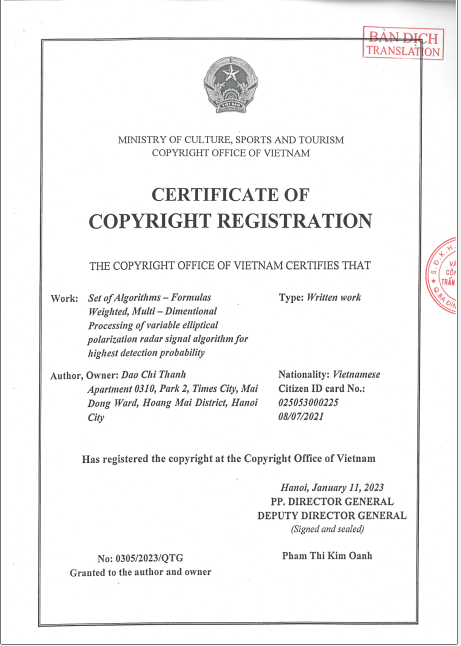 BẢN DỊCH
TRANSLATION
MINISTRY OF CULTURE, SPORTS AND TOURISM
COPYRIGHT OFFICE OF VIETNAM
CERTIFICATE OF
COPYRIGHT REGISTRATION
THE COPYRIGHT OFFICE OF VIETNAM CERTIFIES THAT
Work: Set of Algorithms – Formulas
Weighted, Multi – Dimentional
Processing of variable elliptical
polarization radar signal algorithm for
highest detection probability
Type: Written work
Author, Owner: Dao Chi Thanh
Apartment 0310, Park 2, Times City, Mai
Dong Ward, Hoang Mai District, Hanoi
City
Nationality: Vietnamese
Citizen ID card No.:
025053000225
08/07/2021
Has registered the copyright at the Copyright Office of Vietnam
Hanoi, January 11, 2023
PP. DIRECTOR GENERAL
DEPUTY DIRECTOR GENERAL
(Signed and sealed)
Pham Thi Kim Oanh
No: 0305/2023/QTG
Granted to the author and owner